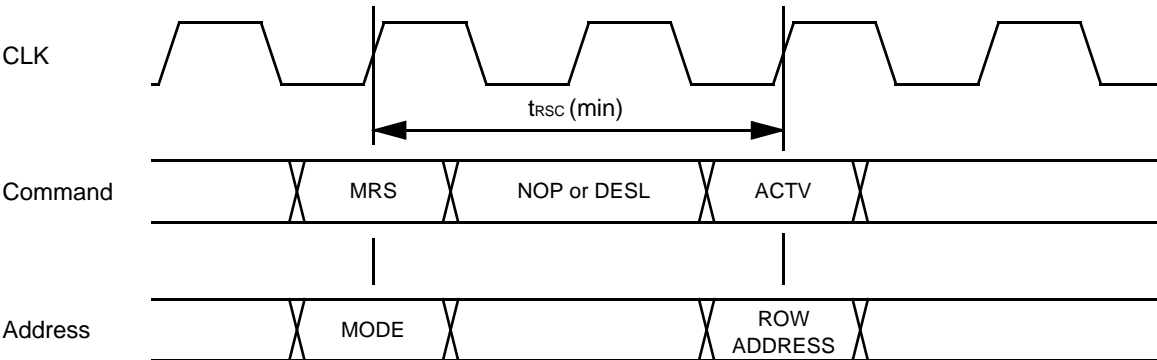 CLK
tRSC (min)
Command
MRS
NOP or DESL
ACTV
Address
MODE
ROW
ADDRESS